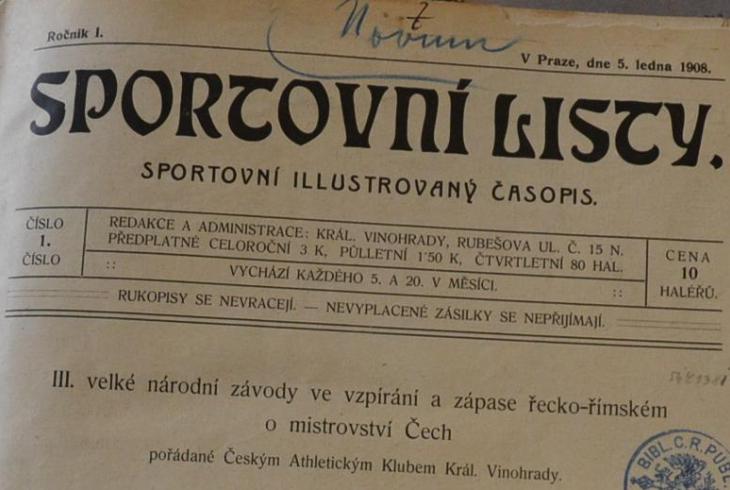 Novum
Ročník I.
V Praze, dne 5. ledna 1908.
SPORTOVNÍ LISTY.
SPORTOVNÍ ILLUSTROVANÝ ČASOPIS.
ČÍSLO
1.
ČÍSLO
REDAKCE A ADMINISTRACE: KRÁL. VINOHRADY, RUBEŠOVA UL. Č. 15 N.
PŘEDPLATNÉ CELOROČNÍ 3 K, PŮLLETNÍ 1·50 K, ČTVRTLETNÍ 80 HAL.
:: VYCHÁZÍ KAŽDÉHO 5. A 20. V MĚSÍCI. ::
CENA
10
HALÉŘŮ.
RUKOPISY SE NEVRACEJÍ. — NEVYPLACENÉ ZÁSILKY SE NEPŘIJÍMAJÍ.
III. velké národní závody ve vzpírání a zápase řecko-římském
o mistrovství Čech
pořádané Českým Athletickým Klubem Král. Vinohrady.
BIBL.C.R.PUBL.